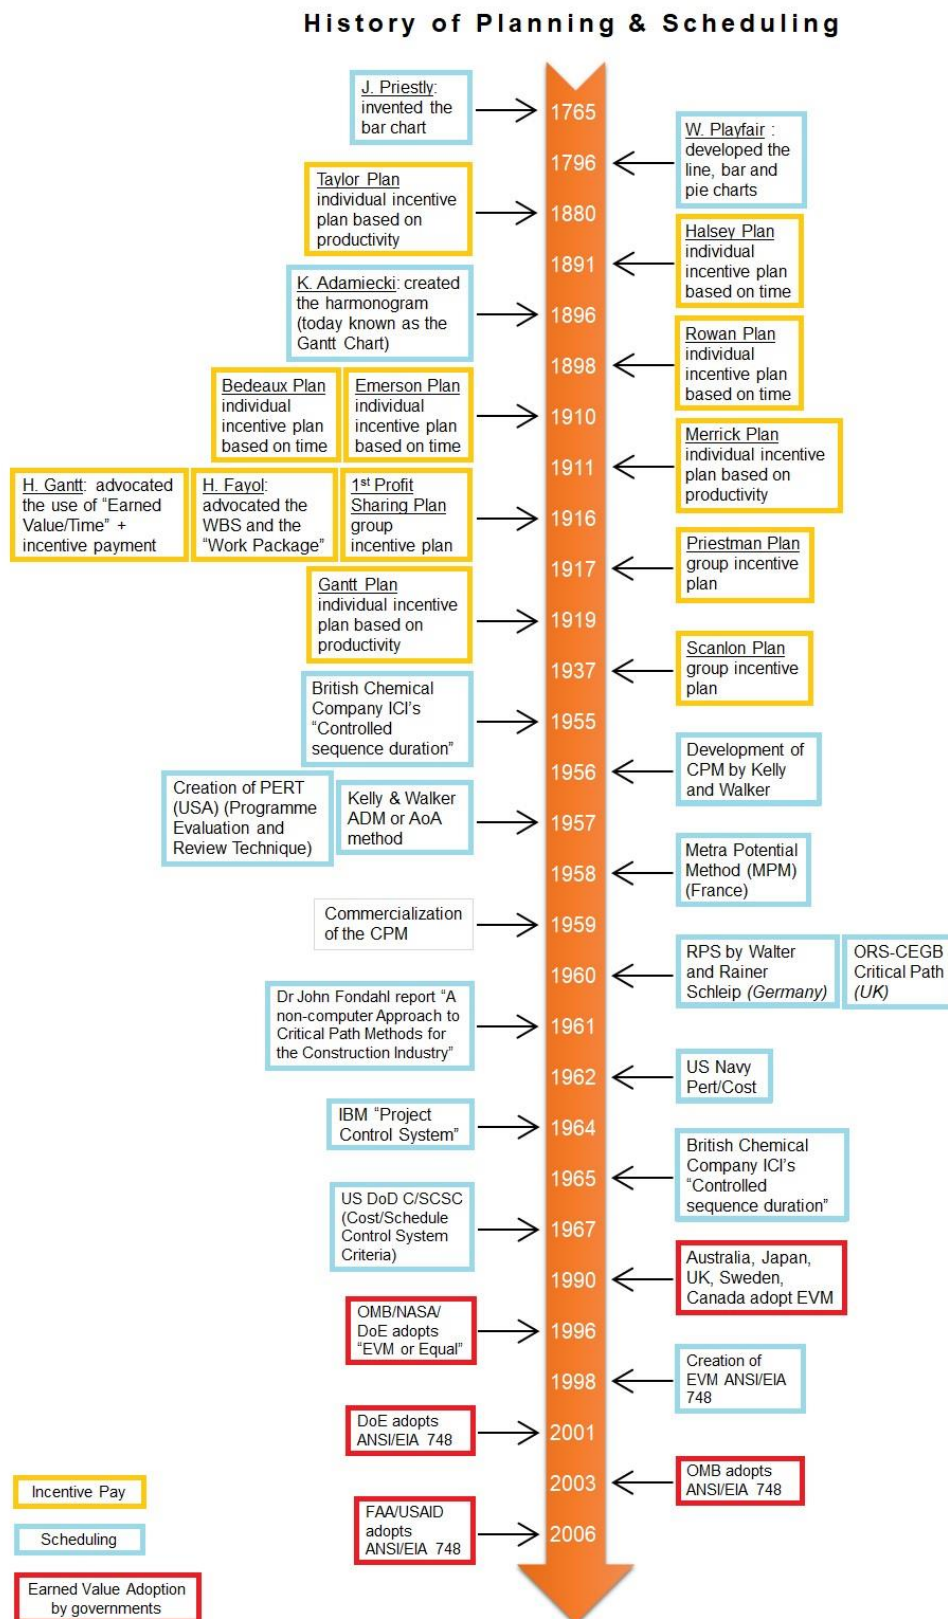 History of Planning & Scheduling
J. Priestly:
invented the
bar chart
1765
W. Playfair :
developed the
line, bar and
pie charts
1796
Taylor Plan
individual incentive
plan based on
productivity
1880
Halsey Plan
individual
incentive plan
based on time
1891
K. Adamiecki: created
the harmonogram
(today known as the
Gantt Chart)
1896
Rowan Plan
individual
incentive plan
based on time
1898
Bedeaux Plan
individual
incentive plan
based on time
Emerson Plan
individual
incentive plan
based on time
1910
Merrick Plan
individual incentive
plan based on
productivity
1911
H. Gantt: advocated
the use of “Earned
Value/Time” +
incentive payment
H. Fayol:
advocated the
WBS and the
“Work Package”
1st Profit
Sharing Plan
group
incentive plan
1916
Priestman Plan
group incentive
plan
1917
Gantt Plan
individual incentive
plan based on
productivity
1919
Scanlon Plan
group incentive
plan
1937
British Chemical
Company ICI’s
“Controlled
sequence duration”
1955
Development of
CPM by Kelly
and Walker
1956
Creation of PERT
(USA) (Programme
Evaluation and
Review Technique)
Kelly & Walker
ADM or AoA
method
1957
Metra Potential
Method (MPM)
(France)
1958
Commercialization
of the CPM
1959
RPS by Walter
and Rainer
Schleip (Germany)
ORS-CEGB
Critical Path
(UK)
1960
Dr John Fondahl report “A
non-computer Approach to
Critical Path Methods for
the Construction Industry”
1961
US Navy
Pert/Cost
1962
IBM “Project
Control System”
1964
British Chemical
Company ICI’s
“Controlled
sequence duration”
1965
US DoD C/SCSC
(Cost/Schedule
Control System
Criteria)
1967
Australia, Japan,
UK, Sweden,
Canada adopt EVM
1990
OMB/NASA/
DoE adopts
“EVM or Equal”
1996
Creation of
EVM ANSI/EIA
748
1998
DoE adopts
ANSI/EIA 748
2001
OMB adopts
ANSI/EIA 748
2003
FAA/USAID
adopts
ANSI/EIA 748
2006
Incentive Pay
Scheduling
Earned Value Adoption
by governments